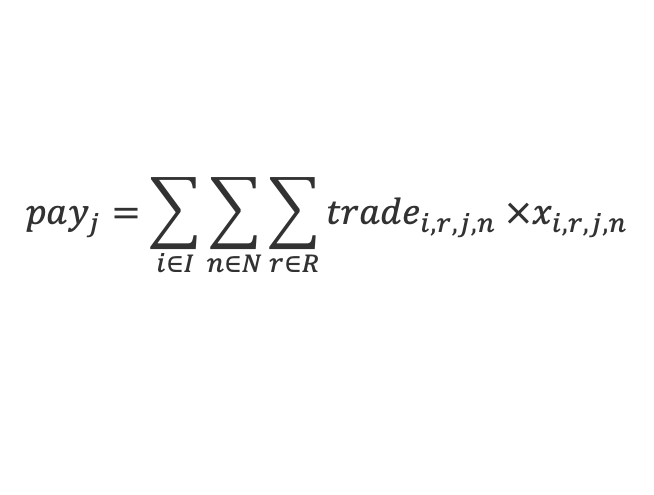 pay_j = ∑_{i∈I} ∑_{n∈N} ∑_{r∈R} trade_{i,r,j,n} × x_{i,r,j,n}